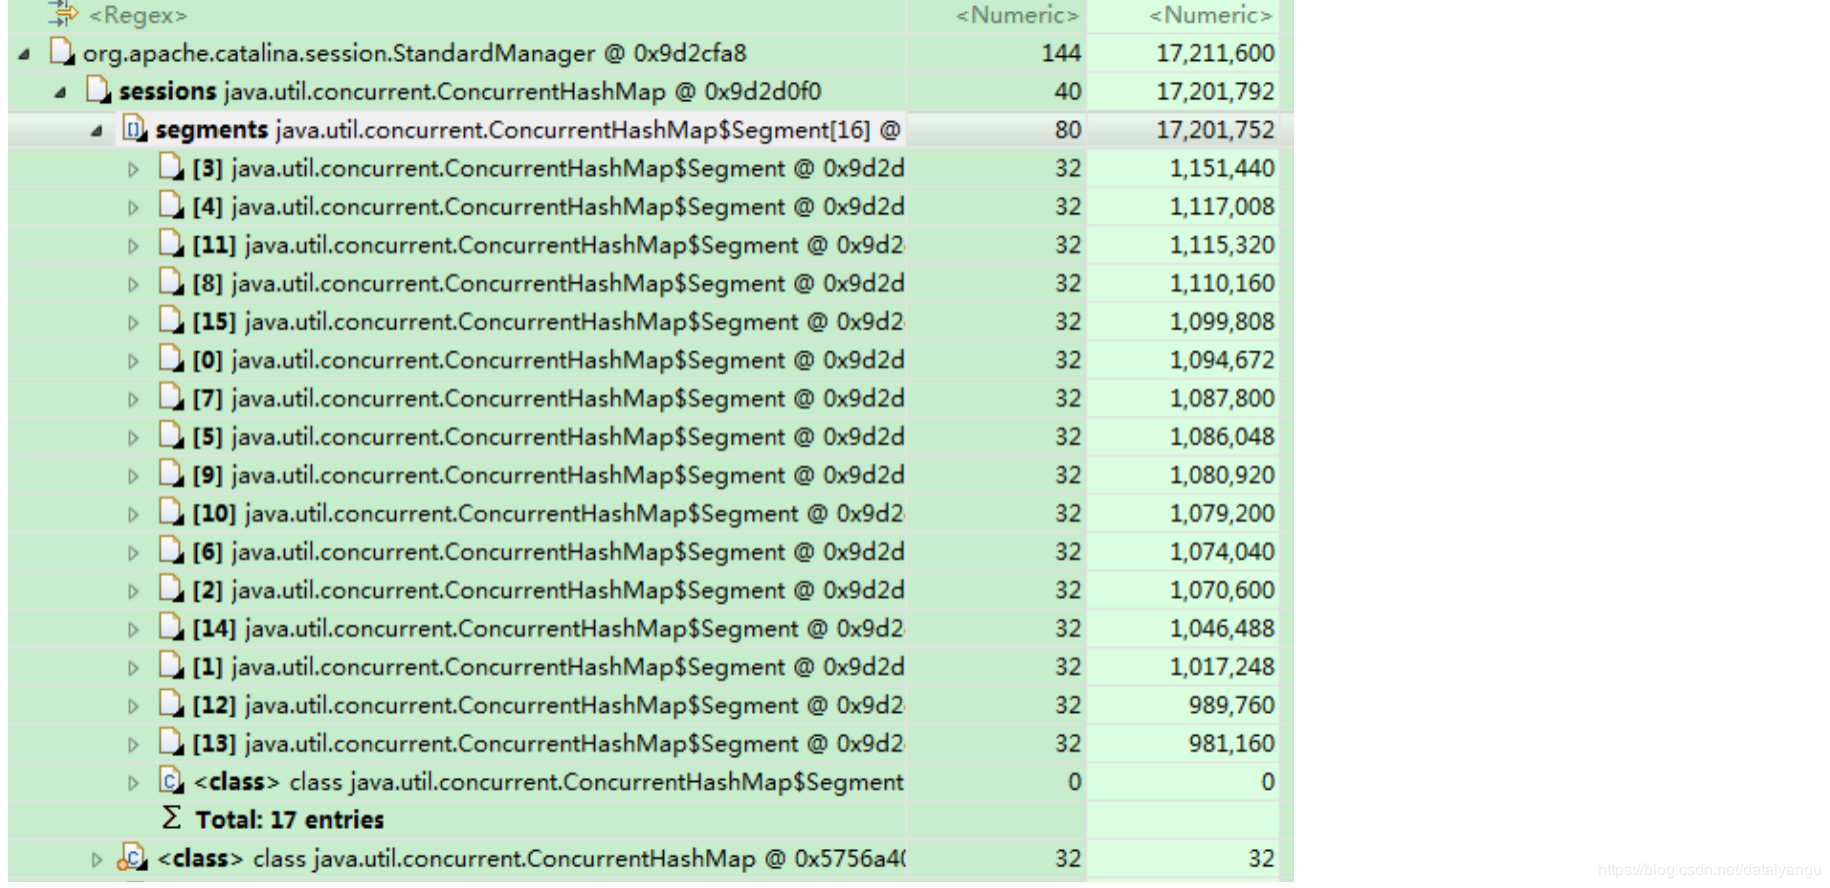 <Regex> <Numeric> <Numeric>
org.apache.catalina.session.StandardManager @ 0x9d2cfa8 144 17,211,600
sessions java.util.concurrent.ConcurrentHashMap @ 0x9d2d0f0 40 17,201,792
[] segments java.util.concurrent.ConcurrentHashMap$Segment[16] @ 80 17,201,752
[3] java.util.concurrent.ConcurrentHashMap$Segment @ 0x9d2d 32 1,151,440
[4] java.util.concurrent.ConcurrentHashMap$Segment @ 0x9d2d 32 1,117,008
[11] java.util.concurrent.ConcurrentHashMap$Segment @ 0x9d2 32 1,115,320
[8] java.util.concurrent.ConcurrentHashMap$Segment @ 0x9d2d 32 1,110,160
[15] java.util.concurrent.ConcurrentHashMap$Segment @ 0x9d2 32 1,099,808
[0] java.util.concurrent.ConcurrentHashMap$Segment @ 0x9d2d 32 1,094,672
[7] java.util.concurrent.ConcurrentHashMap$Segment @ 0x9d2d 32 1,087,800
[5] java.util.concurrent.ConcurrentHashMap$Segment @ 0x9d2d 32 1,086,048
[9] java.util.concurrent.ConcurrentHashMap$Segment @ 0x9d2d 32 1,080,920
[10] java.util.concurrent.ConcurrentHashMap$Segment @ 0x9d2 32 1,079,200
[6] java.util.concurrent.ConcurrentHashMap$Segment @ 0x9d2d 32 1,074,040
[2] java.util.concurrent.ConcurrentHashMap$Segment @ 0x9d2d 32 1,070,600
[14] java.util.concurrent.ConcurrentHashMap$Segment @ 0x9d2 32 1,046,488
[1] java.util.concurrent.ConcurrentHashMap$Segment @ 0x9d2d 32 1,017,248
[12] java.util.concurrent.ConcurrentHashMap$Segment @ 0x9d2 32 989,760
[13] java.util.concurrent.ConcurrentHashMap$Segment @ 0x9d2 32 981,160
C <class> class java.util.concurrent.ConcurrentHashMap$Segment 0 0
Σ Total: 17 entries
C <class> class java.util.concurrent.ConcurrentHashMap @ 0x5756a40 32 32
https://blog.csdn.net/dataiyangu